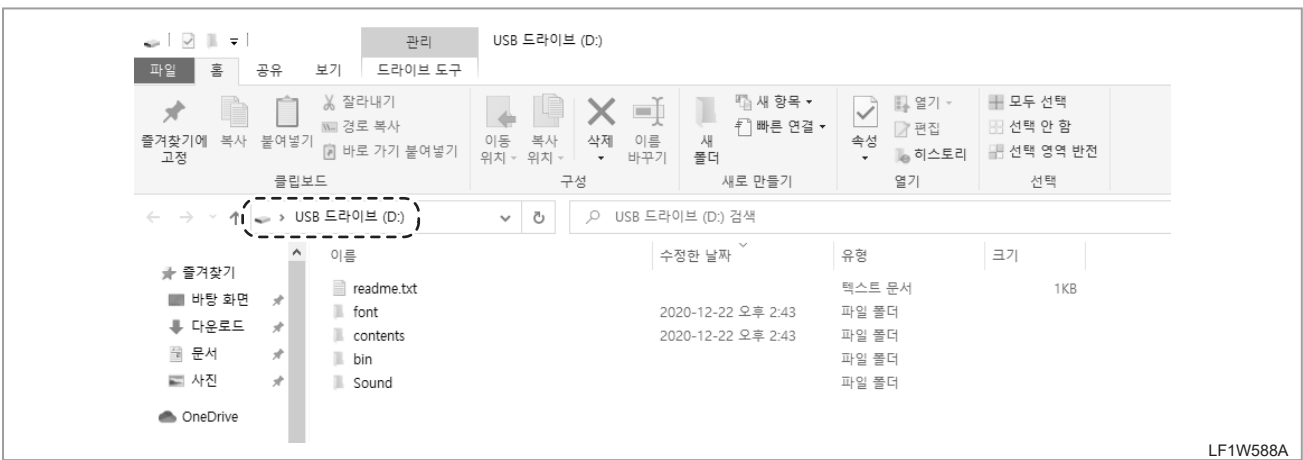 관리 USB 드라이브 (D:)
파일 홈 공유 보기 드라이브 도구
즐겨찾기에 고정
복사
붙여넣기
잘라내기
경로 복사
바로 가기 붙여넣기
클립보드
이동 위치
복사 위치
삭제
이름 바꾸기
구성
새 폴더
새 항목
빠른 연결
새로 만들기
속성
열기
편집
히스토리
열기
모두 선택
선택 안 함
선택 영역 반전
선택
USB 드라이브 (D:)
USB 드라이브 (D:) 검색
즐겨찾기
바탕 화면
다운로드
문서
사진
OneDrive
이름 수정한 날짜 유형 크기
readme.txt 텍스트 문서 1KB
font 2020-12-22 오후 2:43 파일 폴더
contents 2020-12-22 오후 2:43 파일 폴더
bin 파일 폴더
Sound 파일 폴더
LF1W588A